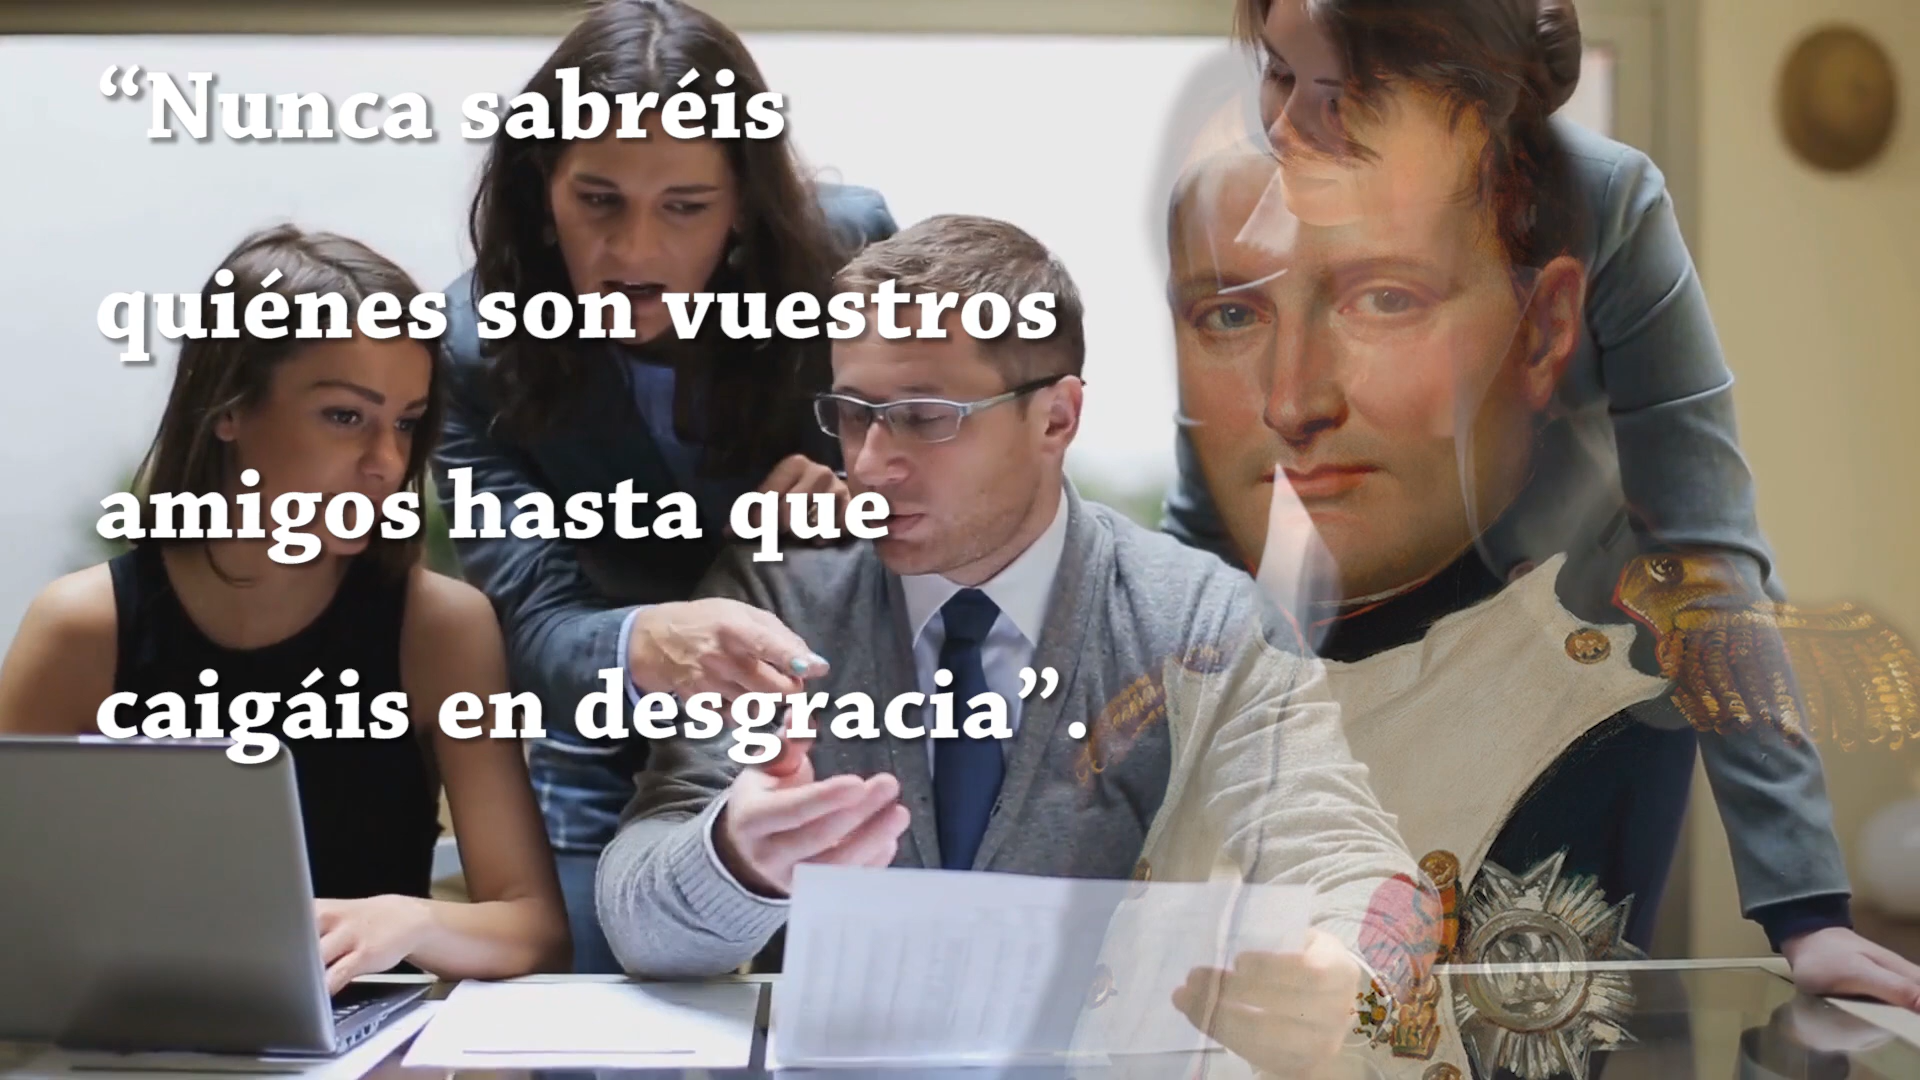 “Nunca sabréis
quiénes son vuestros
amigos hasta que
caigáis en desgracia”.